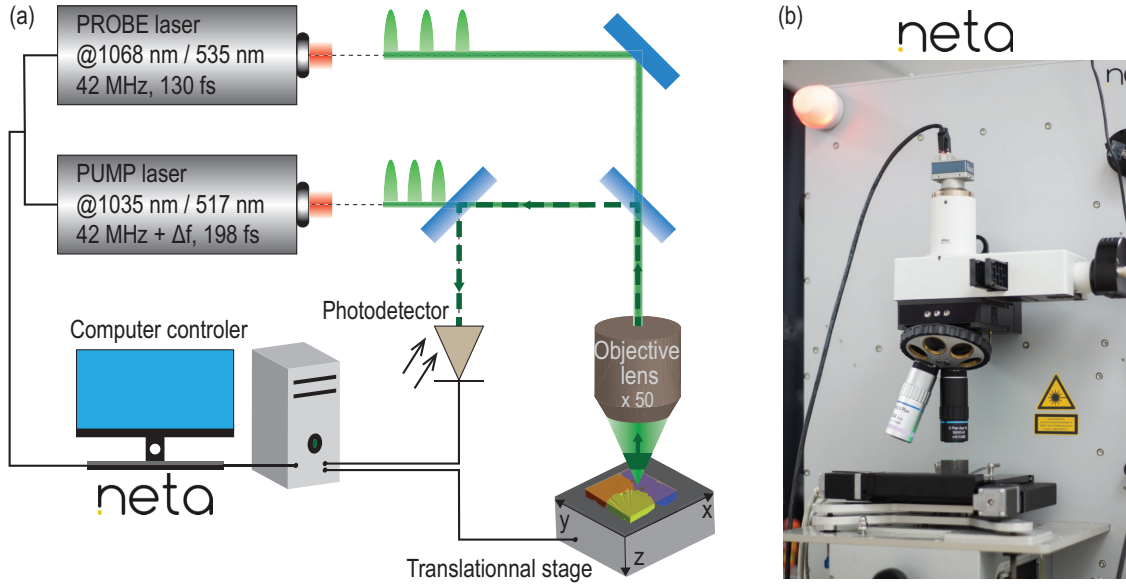 (a)
PROBE laser
@1068 nm / 535 nm
42 MHz, 130 fs
PUMP laser
@1035 nm / 517 nm
42 MHz + Δf, 198 fs
Photodetector
Computer controler
Objective
lens
x 50
neta
y
x
z
Translationnal stage
(b)
neta